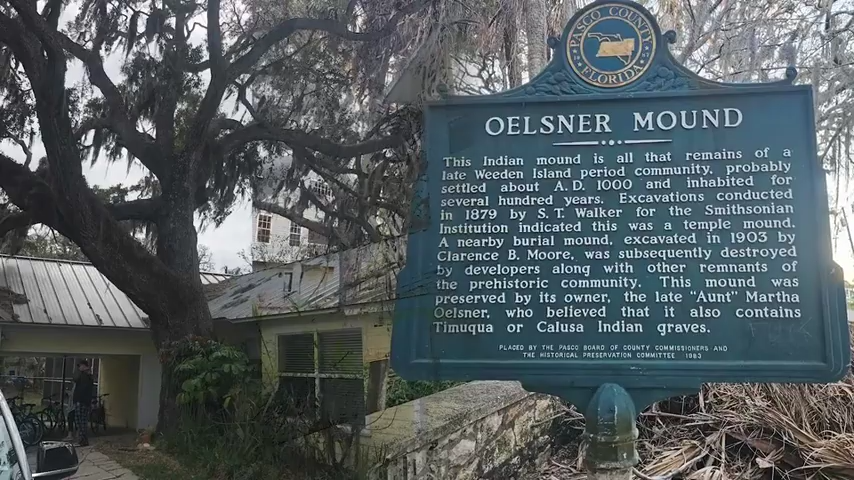 PASCO COUNTY
FLORIDA
OELSNER MOUND
This Indian mound is all that remains of a
late Weeden Island period community, probably
settled about A.D. 1000 and inhabited for
several hundred years. Excavations conducted
in 1879 by S.T. Walker for the Smithsonian
Institution indicated this was a temple mound.
A nearby burial mound, excavated in 1903 by
Clarence B. Moore, was subsequently destroyed
by developers along with other remnants of
the prehistoric community. This mound was
preserved by its owner, the late "Aunt" Martha
Oelsner, who believed that it also contains
Timuqua or Calusa Indian graves.
PLACED BY THE PASCO BOARD OF COUNTY COMMISSIONERS AND
THE HISTORICAL PRESERVATION COMMITTEE 1983